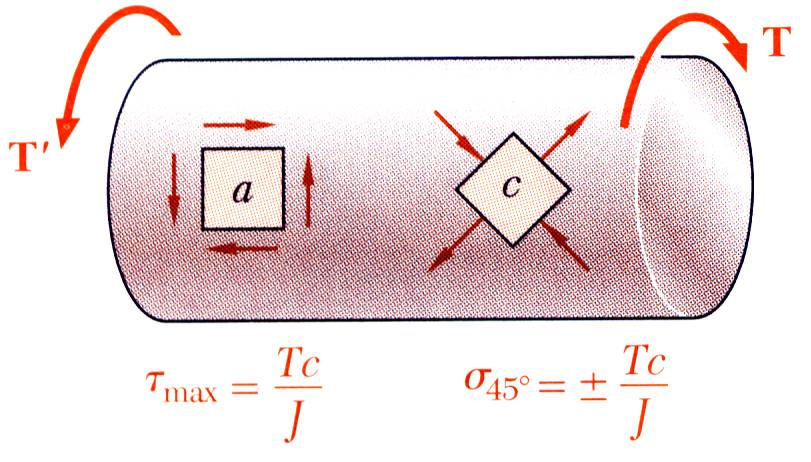 T
T′
a
c
τmax = Tc/J
σ45° = ± Tc/J